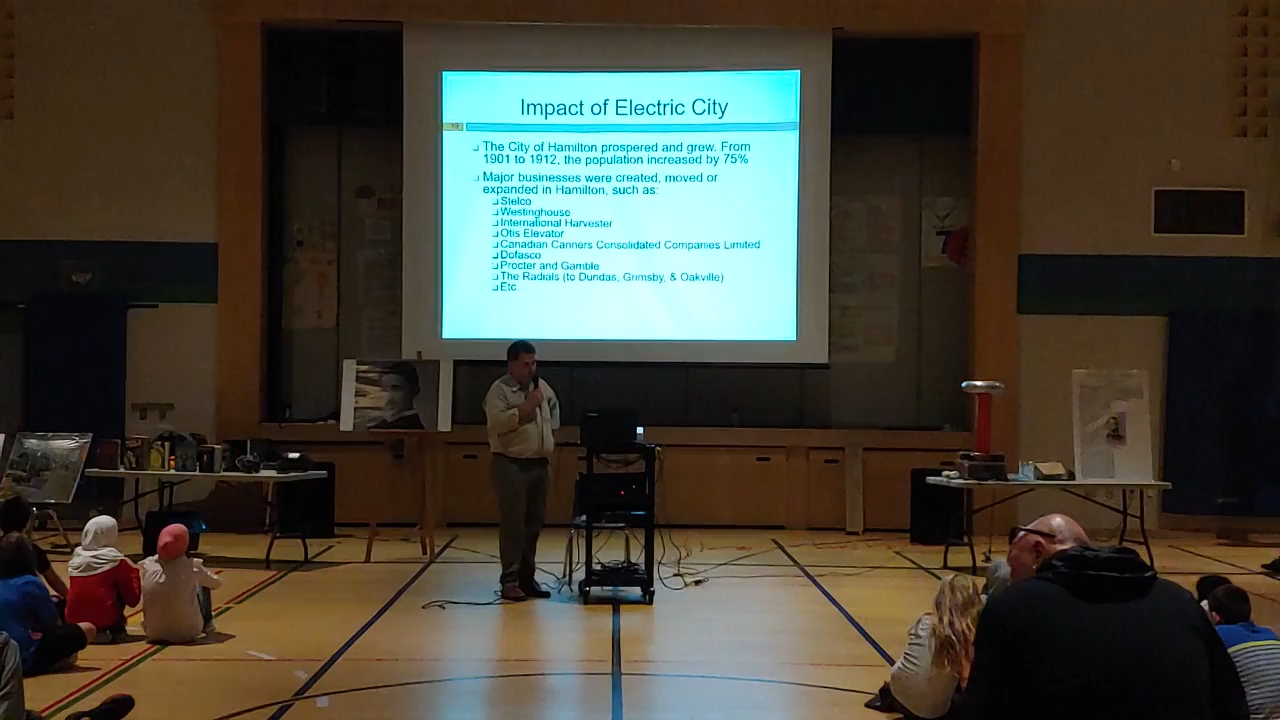 Impact of Electric City
19
The City of Hamilton prospered and grew. From
1901 to 1912, the population increased by 75%
Major businesses were created, moved or
expanded in Hamilton, such as:
Stelco
Westinghouse
International Harvester
Otis Elevator
Canadian Canners Consolidated Companies Limited
Dofasco
Procter and Gamble
The Radials (to Dundas, Grimsby, & Oakville)
Etc